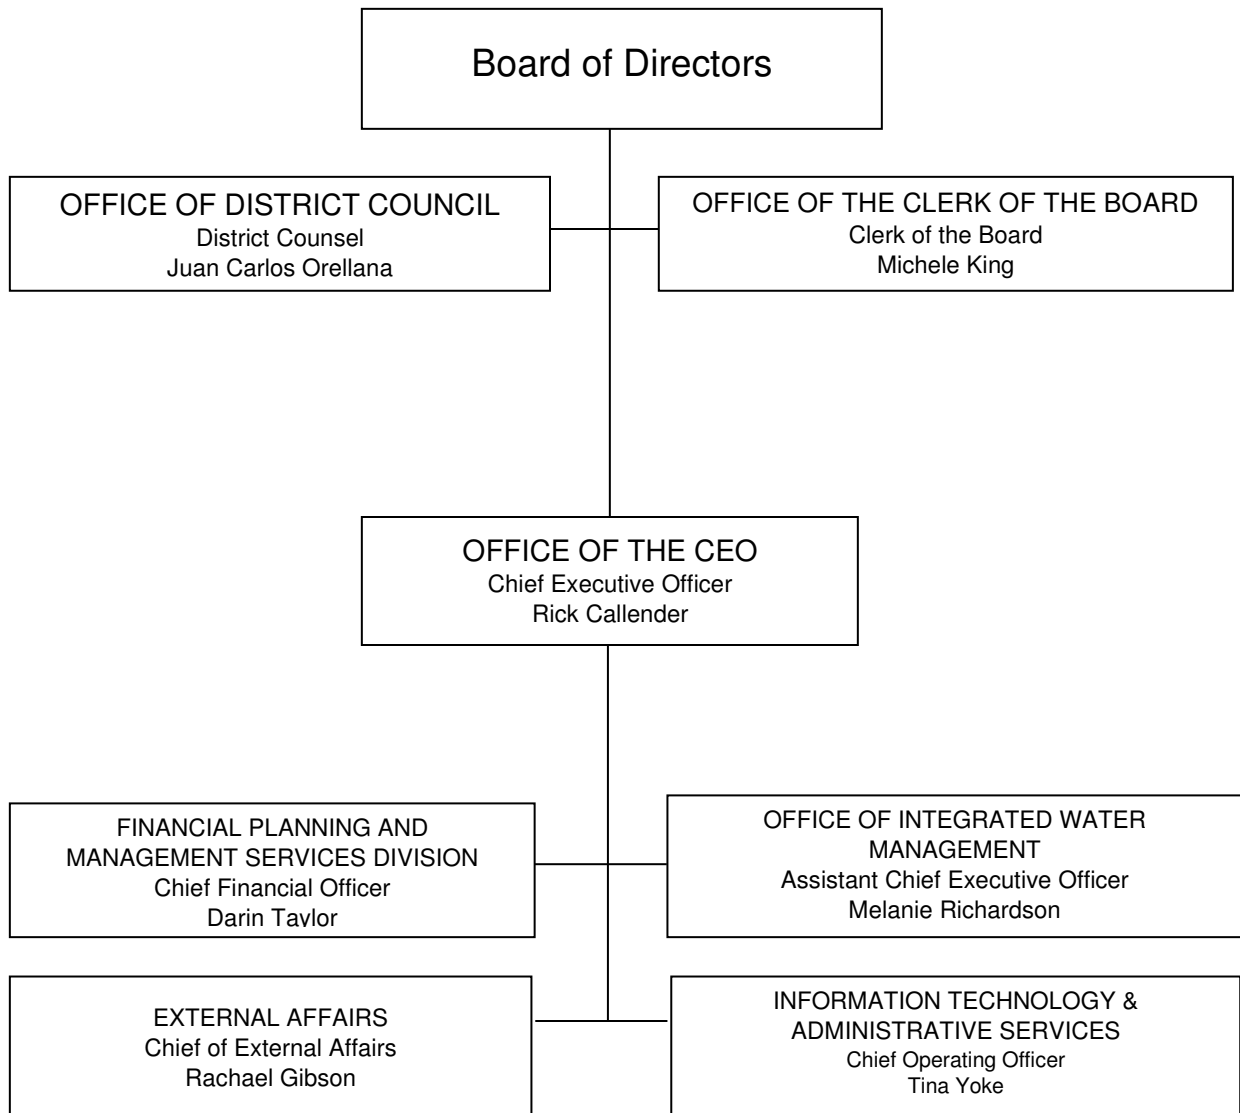 Board of Directors
OFFICE OF DISTRICT COUNCIL
District Counsel
Juan Carlos Orellana
OFFICE OF THE CLERK OF THE BOARD
Clerk of the Board
Michele King
OFFICE OF THE CEO
Chief Executive Officer
Rick Callender
FINANCIAL PLANNING AND
MANAGEMENT SERVICES DIVISION
Chief Financial Officer
Darin Tavlor
OFFICE OF INTEGRATED WATER
MANAGEMENT
Assistant Chief Executive Officer
Melanie Richardson
EXTERNAL AFFAIRS
Chief of External Affairs
Rachael Gibson
INFORMATION TECHNOLOGY &
ADMINISTRATIVE SERVICES
Chief Operating Officer
Tina Yoke